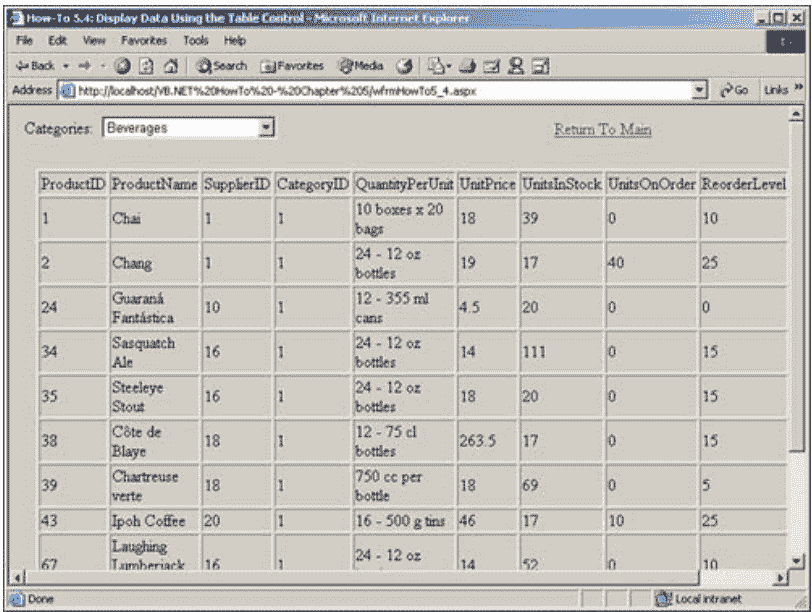 How-To 5.4: Display Data Using the Table Control - Microsoft Internet Explorer
File Edit View Favorites Tools Help
Back Search Favorites Media
Address http://localhost/VB.NET%20HowTo%20-%20Chapter%205/wfrmHowTo5_4.aspx Go Links »
Categories: Beverages Return To Main
ProductID ProductName SupplierID CategoryID QuantityPerUnit UnitPrice UnitsInStock UnitsOnOrder ReorderLevel
1 Chai 1 1 10 boxes x 20 18 39 0 10
bags
2 Chang 1 1 24 - 12 oz 19 17 40 25
bottles
24 Guaraná 10 1 12 - 355 ml 4.5 20 0 0
Fantástica cans
34 Sasquatch 16 1 24 - 12 oz 14 111 0 15
Ale bottles
35 Steeleye 16 1 24 - 12 oz 18 20 0 15
Stout bottles
38 Côte de 18 1 12 - 75 cl 263.5 17 0 15
Blaye bottles
39 Chartreuse 18 1 750 cc per 18 69 0 5
verte bottle
43 Ipoh Coffee 20 1 16 - 500 g tins 46 17 10 25
67 Laughing 16 1 24 - 12 oz 14 52 0 10
Lumberjack
Done Local intranet